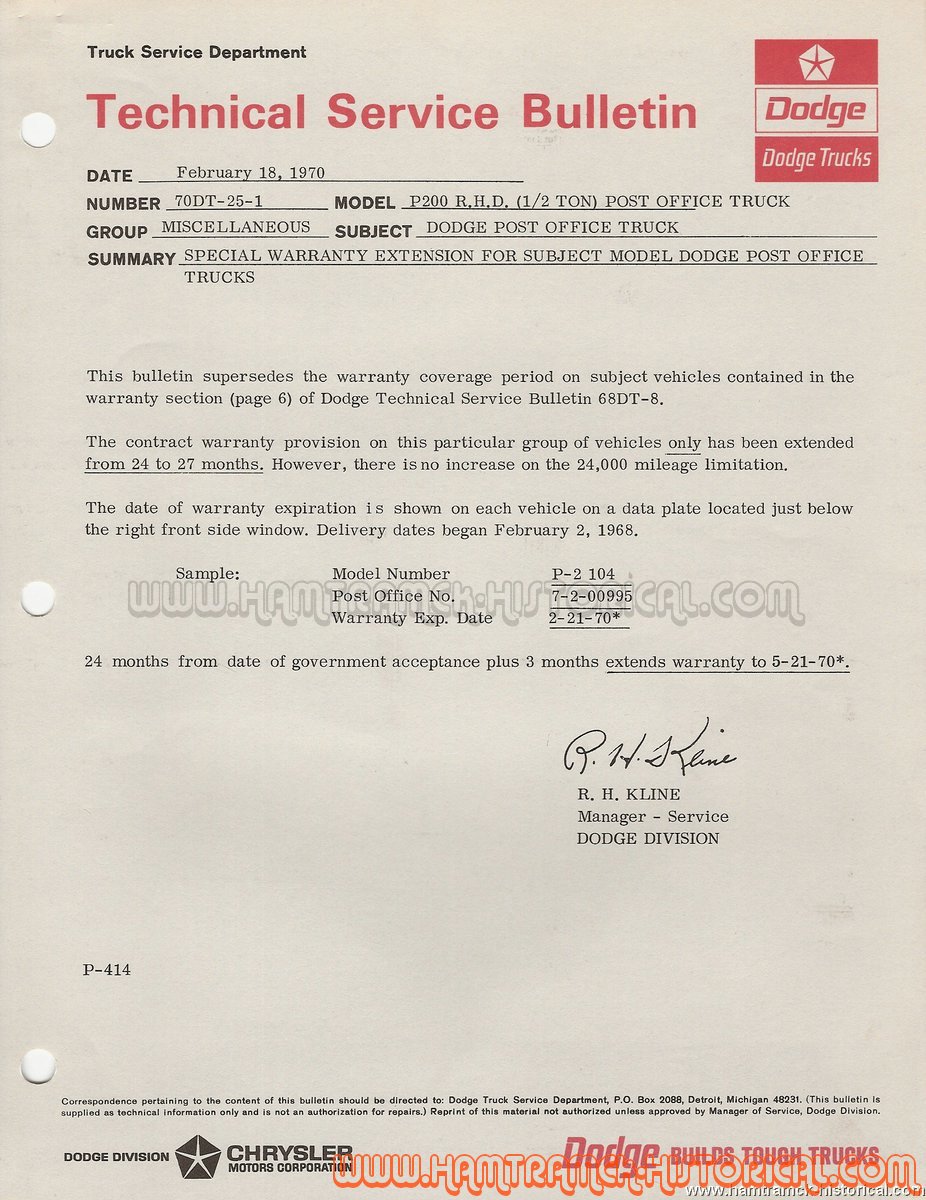 Truck Service Department
Technical Service Bulletin
Dodge
Dodge Trucks
DATE February 18, 1970
NUMBER 70DT-25-1 MODEL P200 R.H.D. (1/2 TON) POST OFFICE TRUCK
GROUP MISCELLANEOUS SUBJECT DODGE POST OFFICE TRUCK
SUMMARY SPECIAL WARRANTY EXTENSION FOR SUBJECT MODEL DODGE POST OFFICE
TRUCKS
This bulletin supersedes the warranty coverage period on subject vehicles contained in the
warranty section (page 6) of Dodge Technical Service Bulletin 68DT-8.
The contract warranty provision on this particular group of vehicles only has been extended
from 24 to 27 months. However, there is no increase on the 24,000 mileage limitation.
The date of warranty expiration is shown on each vehicle on a data plate located just below
the right front side window. Delivery dates began February 2, 1968.
Sample: Model Number P-2 104
www.Hamtramck-Historical.com
Post Office No. 7-2-00995
Warranty Exp. Date 2-21-70*
24 months from date of government acceptance plus 3 months extends warranty to 5-21-70*.
R. H. Kline
R. H. KLINE
Manager - Service
DODGE DIVISION
P-414
Correspondence pertaining to the content of this bulletin should be directed to: Dodge Truck Service Department, P.O. Box 2088, Detroit, Michigan 48231. (This bulletin is
supplied as technical information only and is not an authorization for repairs.) Reprint of this material not authorized unless approved by Manager of Service, Dodge Division.
DODGE DIVISION CHRYSLER
MOTORS CORPORATION
Dodge BUILDS TOUGH TRUCKS
www.HamtramckHistorical.com
www.hamtramck-historical.com